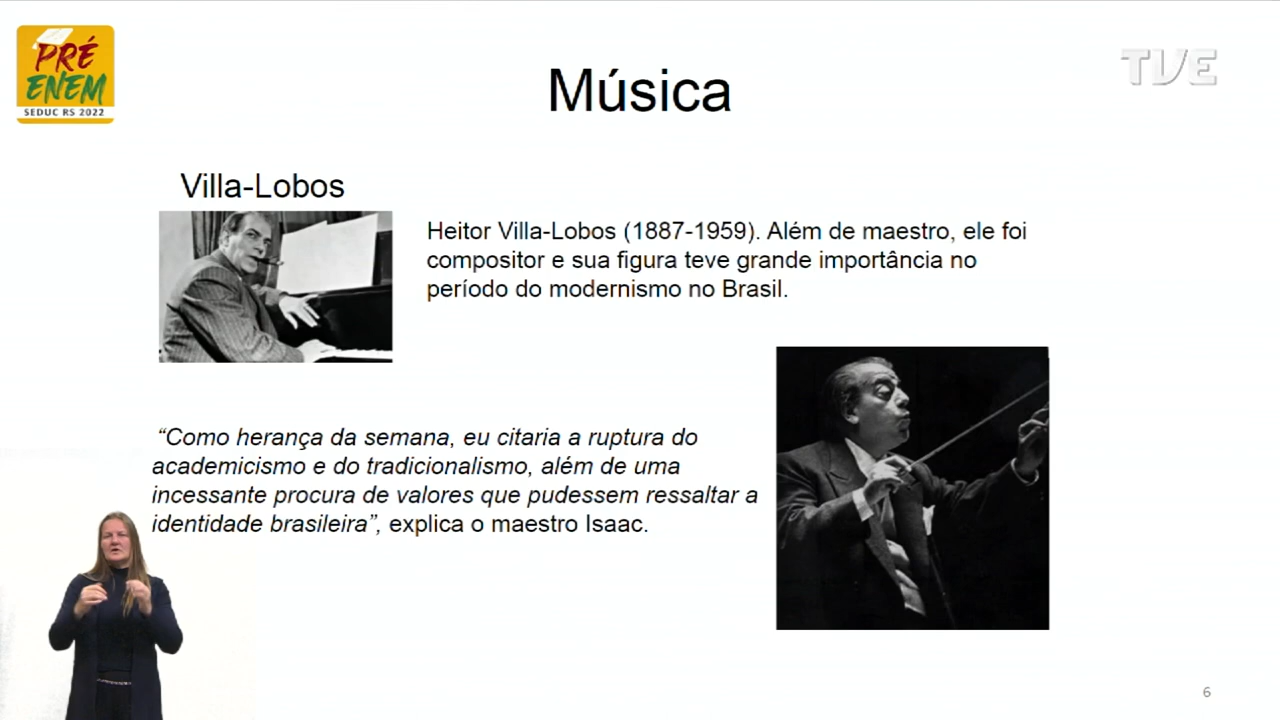 PRÉ
ENEM
SEDUC RS 2022
TVE
Música
Villa-Lobos
Heitor Villa-Lobos (1887-1959). Além de maestro, ele foi
compositor e sua figura teve grande importância no
período do modernismo no Brasil.
“Como herança da semana, eu citaria a ruptura do
academicismo e do tradicionalismo, além de uma
incessante procura de valores que pudessem ressaltar a
identidade brasileira”, explica o maestro Isaac.
6